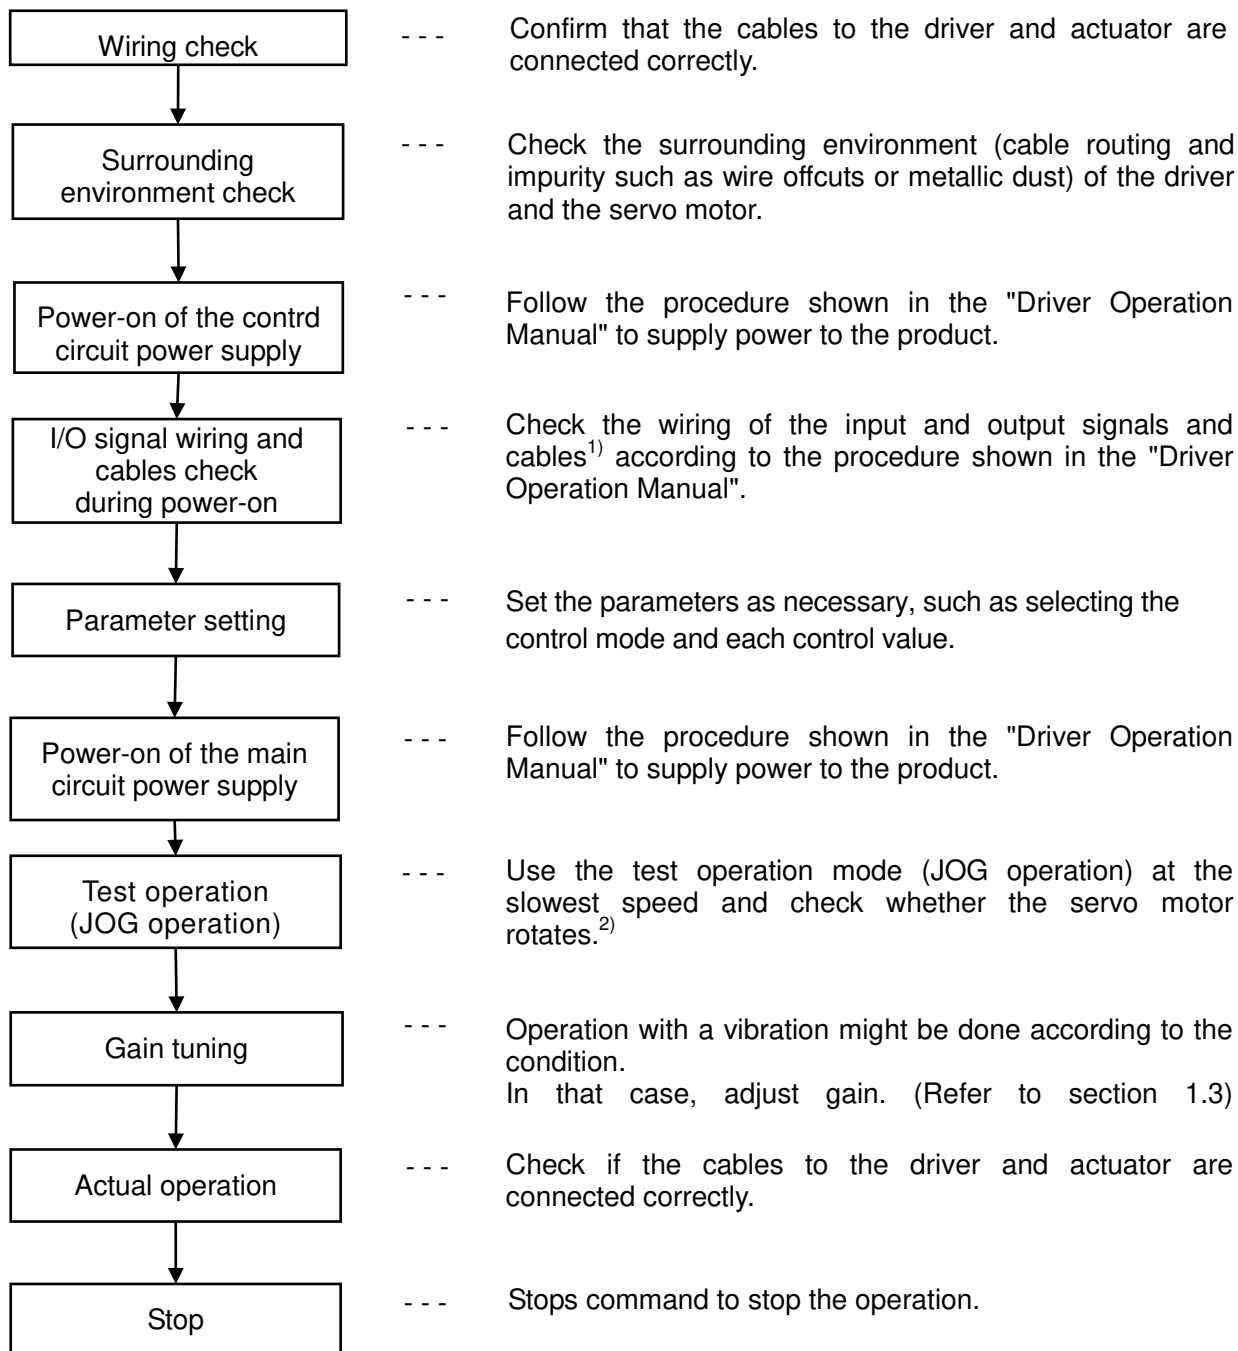 Wiring check
- - -
Confirm that the cables to the driver and actuator are
connected correctly.
Surrounding
environment check
- - -
Check the surrounding environment (cable routing and
impurity such as wire offcuts or metallic dust) of the driver
and the servo motor.
Power-on of the contrd
circuit power supply
- - -
Follow the procedure shown in the "Driver Operation
Manual" to supply power to the product.
I/O signal wiring and
cables check
during power-on
- - -
Check the wiring of the input and output signals and
cables1) according to the procedure shown in the "Driver
Operation Manual".
Parameter setting
- - -
Set the parameters as necessary, such as selecting the
control mode and each control value.
Power-on of the main
circuit power supply
- - -
Follow the procedure shown in the "Driver Operation
Manual" to supply power to the product.
Test operation
(JOG operation)
- - -
Use the test operation mode (JOG operation) at the
slowest speed and check whether the servo motor
rotates.2)
Gain tuning
- - -
Operation with a vibration might be done according to the
condition.
In that case, adjust gain. (Refer to section 1.3)
Actual operation
- - -
Check if the cables to the driver and actuator are
connected correctly.
Stop
- - -
Stops command to stop the operation.